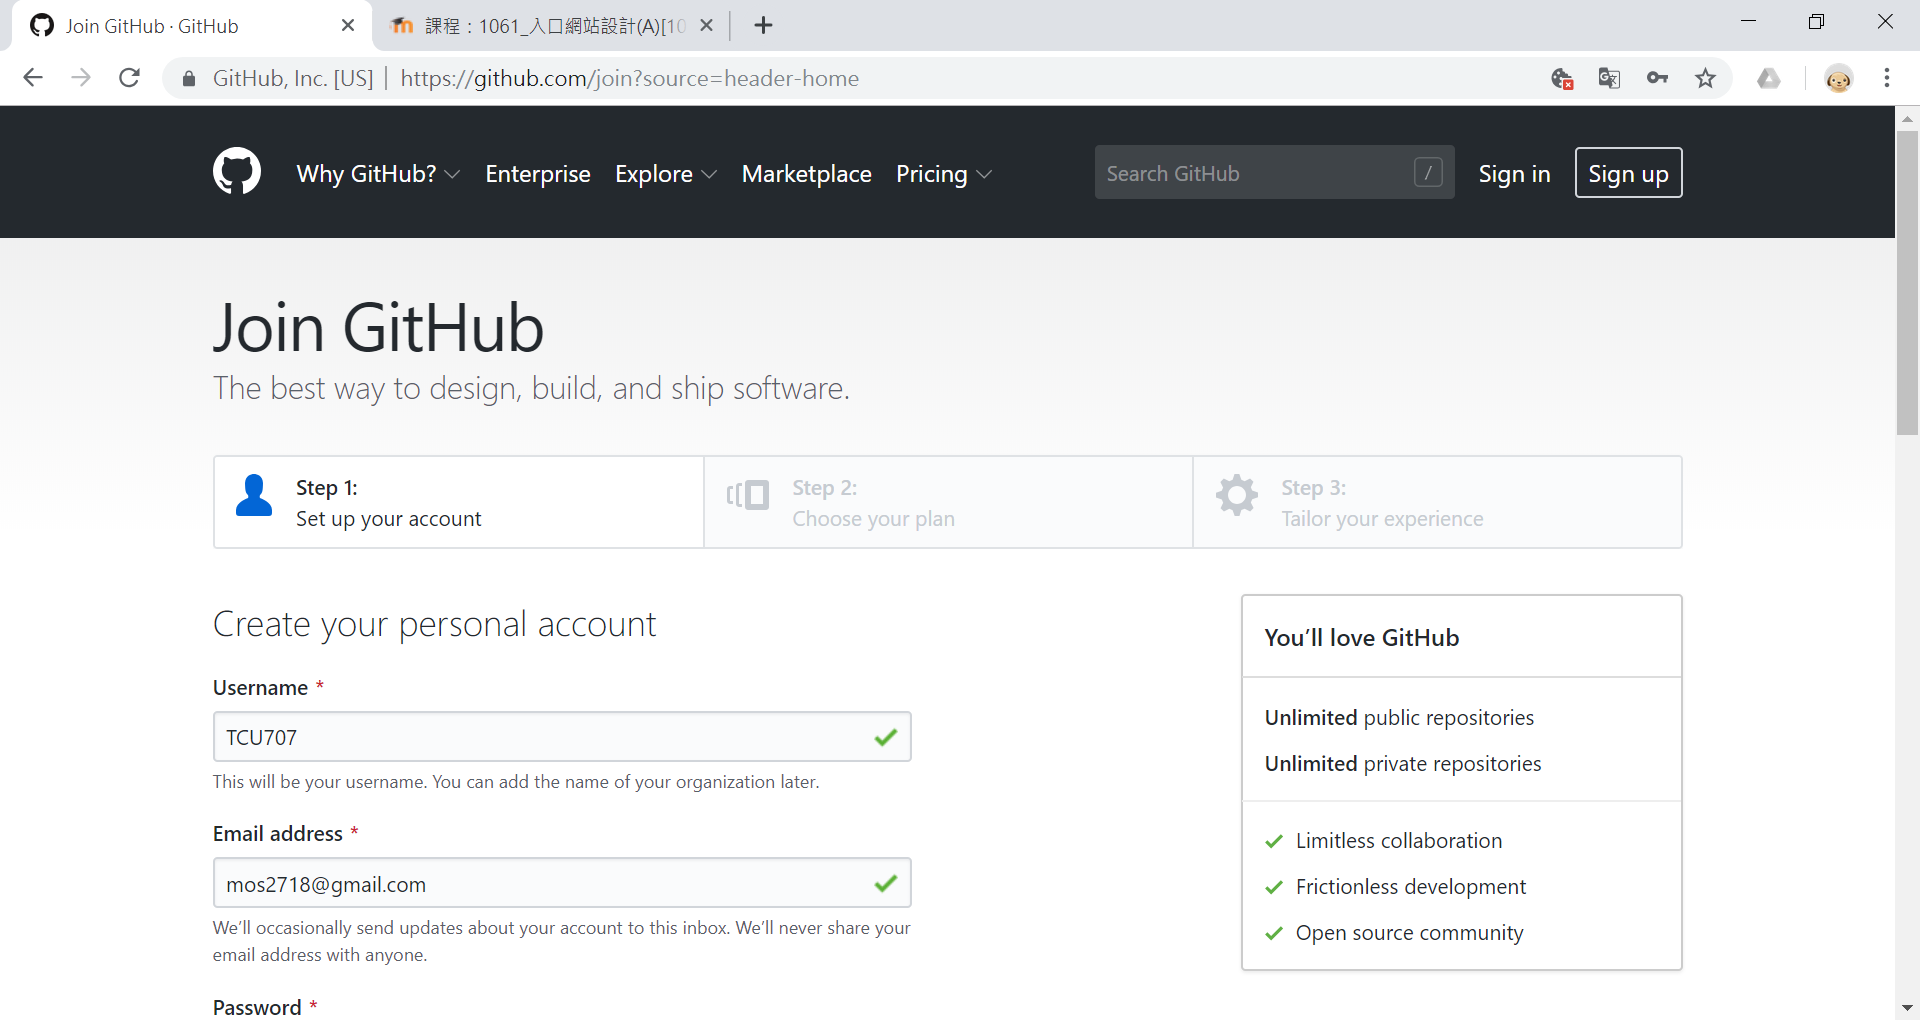 Join GitHub · GitHub
課程：1061_入口網站設計(A)[10
GitHub, Inc. [US] | https://github.com/join?source=header-home
Why GitHub? Enterprise Explore Marketplace Pricing Search GitHub / Sign in Sign up
Join GitHub
The best way to design, build, and ship software.
Step 1:
Set up your account
Step 2:
Choose your plan
Step 3:
Tailor your experience
Create your personal account
Username *
TCU707
This will be your username. You can add the name of your organization later.
Email address *
mos2718@gmail.com
We’ll occasionally send updates about your account to this inbox. We’ll never share your
email address with anyone.
Password *
You’ll love GitHub
Unlimited public repositories
Unlimited private repositories
Limitless collaboration
Frictionless development
Open source community